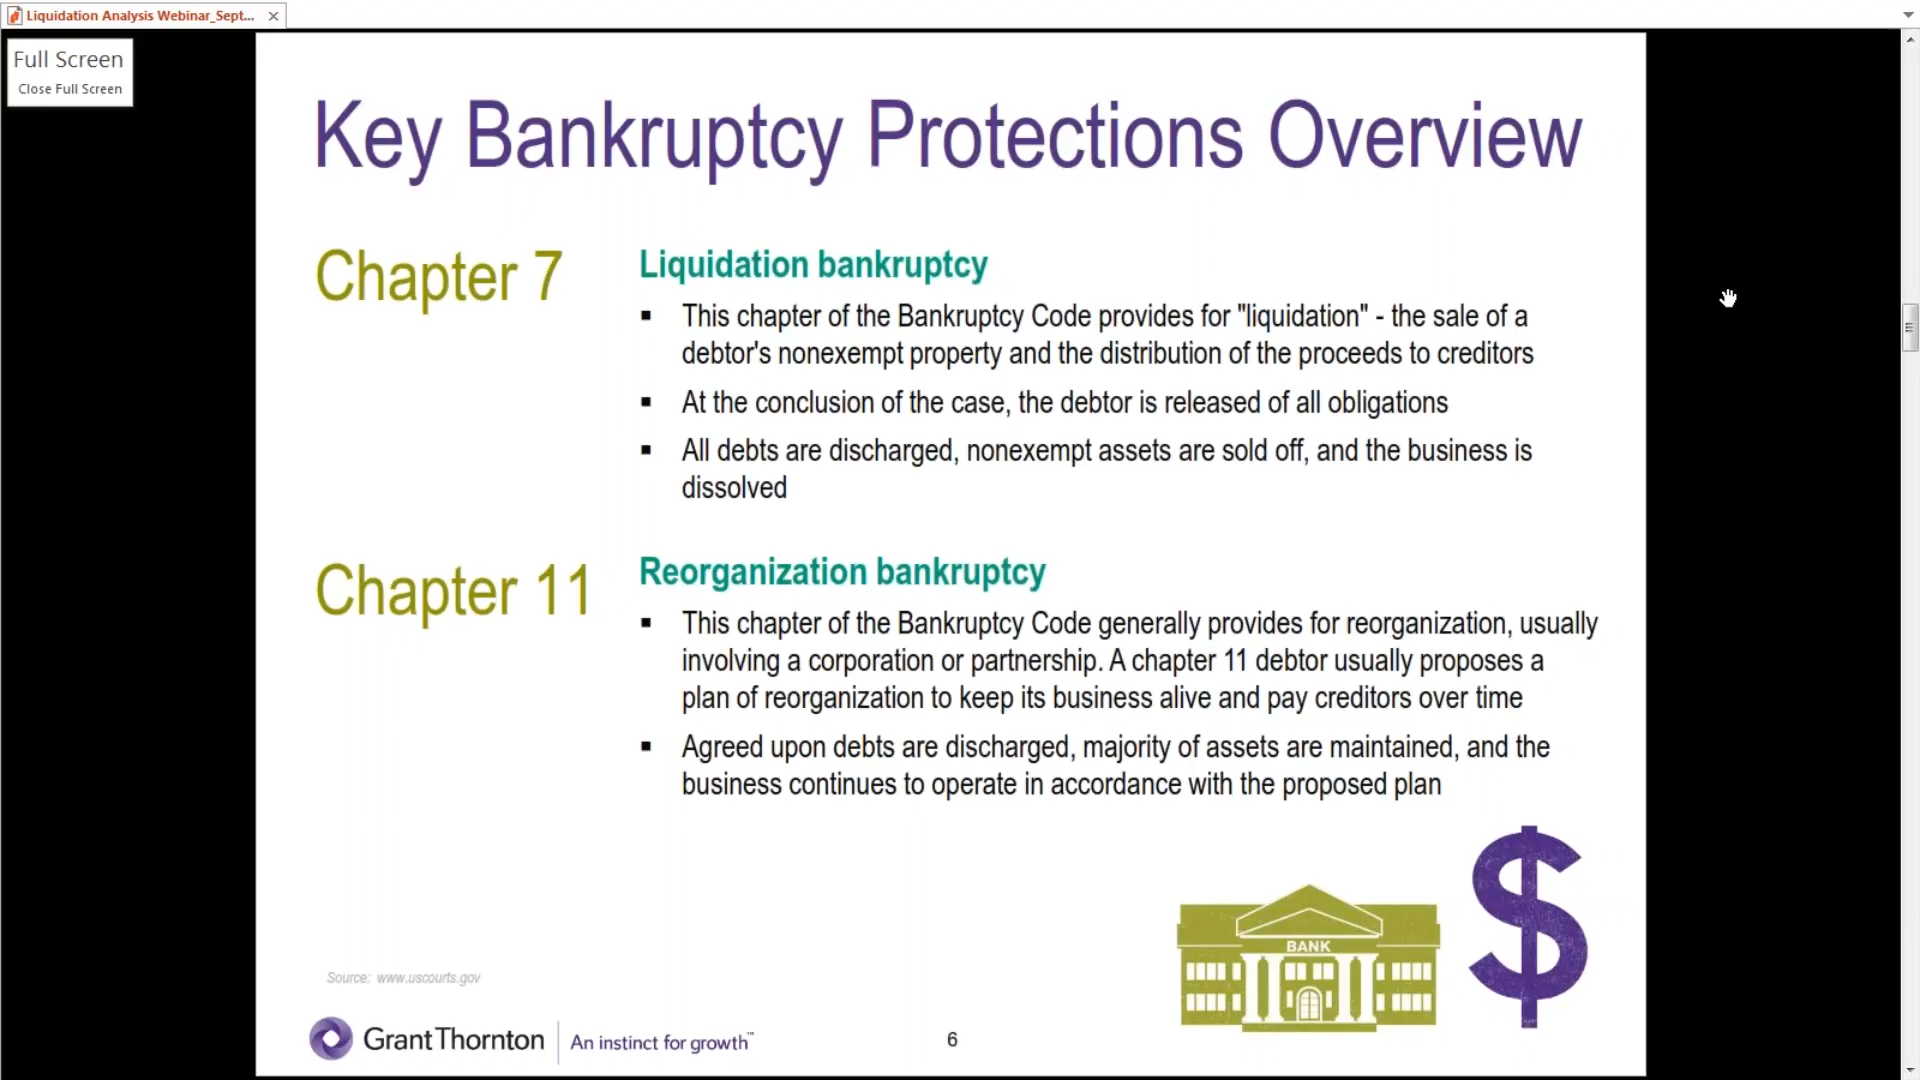 Liquidation Analysis Webinar_Sept...
Full Screen
Close Full Screen
Key Bankruptcy Protections Overview
Chapter 7
Liquidation bankruptcy
▪ This chapter of the Bankruptcy Code provides for "liquidation" - the sale of a
debtor's nonexempt property and the distribution of the proceeds to creditors
▪ At the conclusion of the case, the debtor is released of all obligations
▪ All debts are discharged, nonexempt assets are sold off, and the business is
dissolved
Chapter 11
Reorganization bankruptcy
▪ This chapter of the Bankruptcy Code generally provides for reorganization, usually
involving a corporation or partnership. A chapter 11 debtor usually proposes a
plan of reorganization to keep its business alive and pay creditors over time
▪ Agreed upon debts are discharged, majority of assets are maintained, and the
business continues to operate in accordance with the proposed plan
BANK
$
Source: www.uscourts.gov
GrantThornton
An instinct for growth™
6